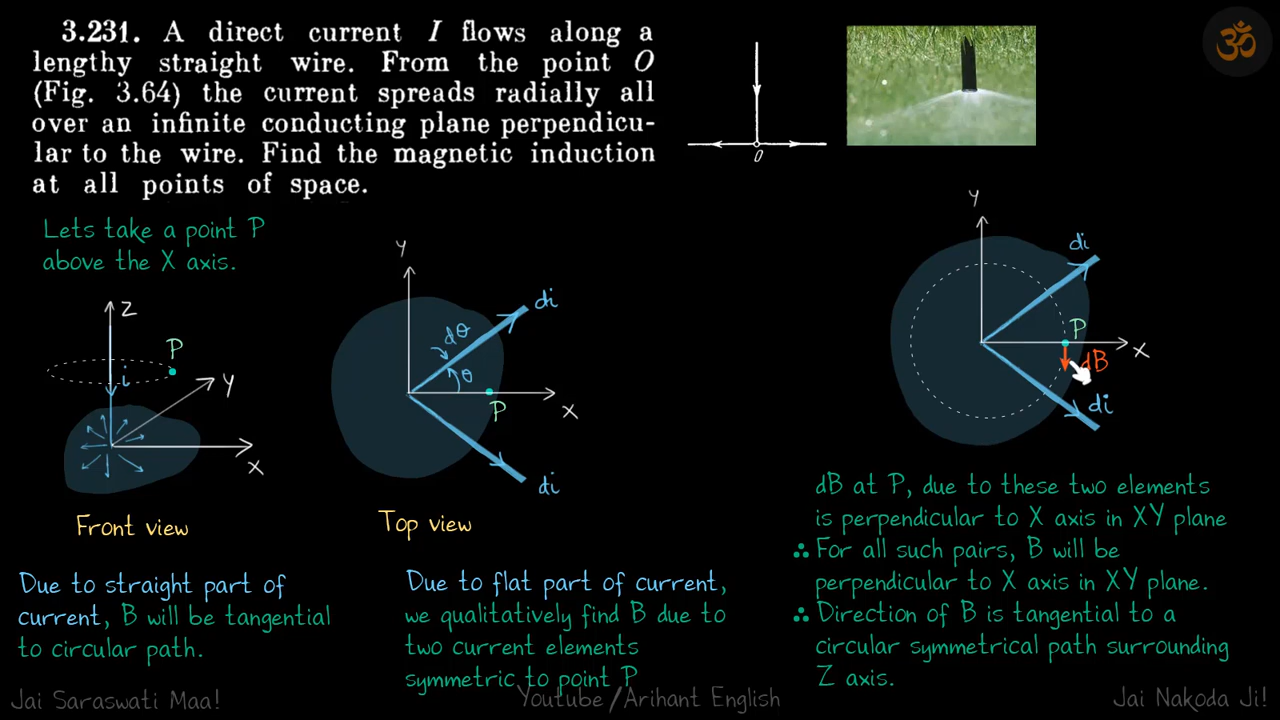 3.231. A direct current I flows along a
lengthy straight wire. From the point O
(Fig. 3.64) the current spreads radially all
over an infinite conducting plane perpendicu-
lar to the wire. Find the magnetic induction
at all points of space.
O
ॐ
Lets take a point P
above the X axis.
Z
P
i
Y
X
Front view
Due to straight part of
current, B will be tangential
to circular path.
Y
di
dθ
θ
P
X
di
Top view
Due to flat part of current,
we qualitatively find B due to
two current elements
symmetric to point P
Y
di
P
X
dB
di
dB at P, due to these two elements
is perpendicular to X axis in XY plane
∴ For all such pairs, B will be
perpendicular to X axis in XY plane.
∴ Direction of B is tangential to a
circular symmetrical path surrounding
Z axis.
Jai Saraswati Maa!
Youtube/Arihant English
Jai Nakoda Ji!